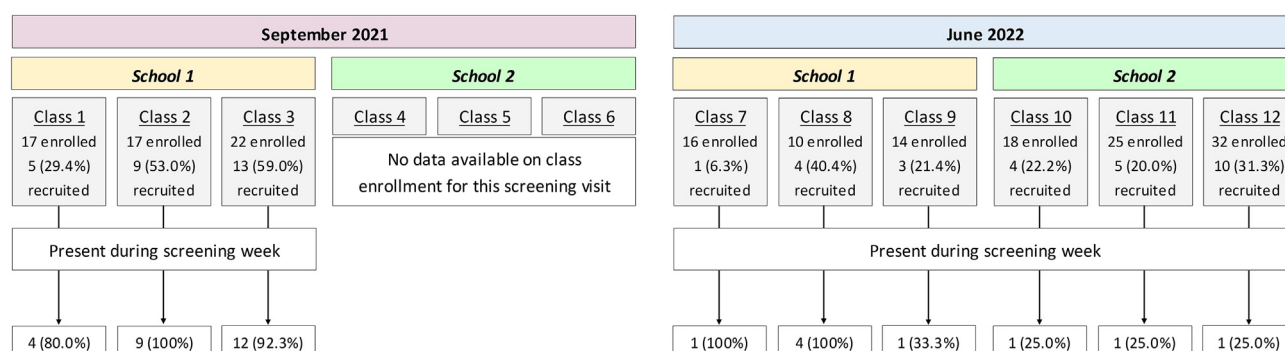 September 2021
School 1
School 2
Class 1
17 enrolled
5 (29.4%)
recruited
Class 2
17 enrolled
9 (53.0%)
recruited
Class 3
22 enrolled
13 (59.0%)
recruited
Class 4
Class 5
Class 6
No data available on class
enrollment for this screening visit
Present during screening week
4 (80.0%)
9 (100%)
12 (92.3%)
June 2022
School 1
School 2
Class 7
16 enrolled
1 (6.3%)
recruited
Class 8
10 enrolled
4 (40.4%)
recruited
Class 9
14 enrolled
3 (21.4%)
recruited
Class 10
18 enrolled
4 (22.2%)
recruited
Class 11
25 enrolled
5 (20.0%)
recruited
Class 12
32 enrolled
10 (31.3%)
recruited
Present during screening week
1 (100%)
4 (100%)
1 (33.3%)
1 (25.0%)
1 (25.0%)
1 (25.0%)